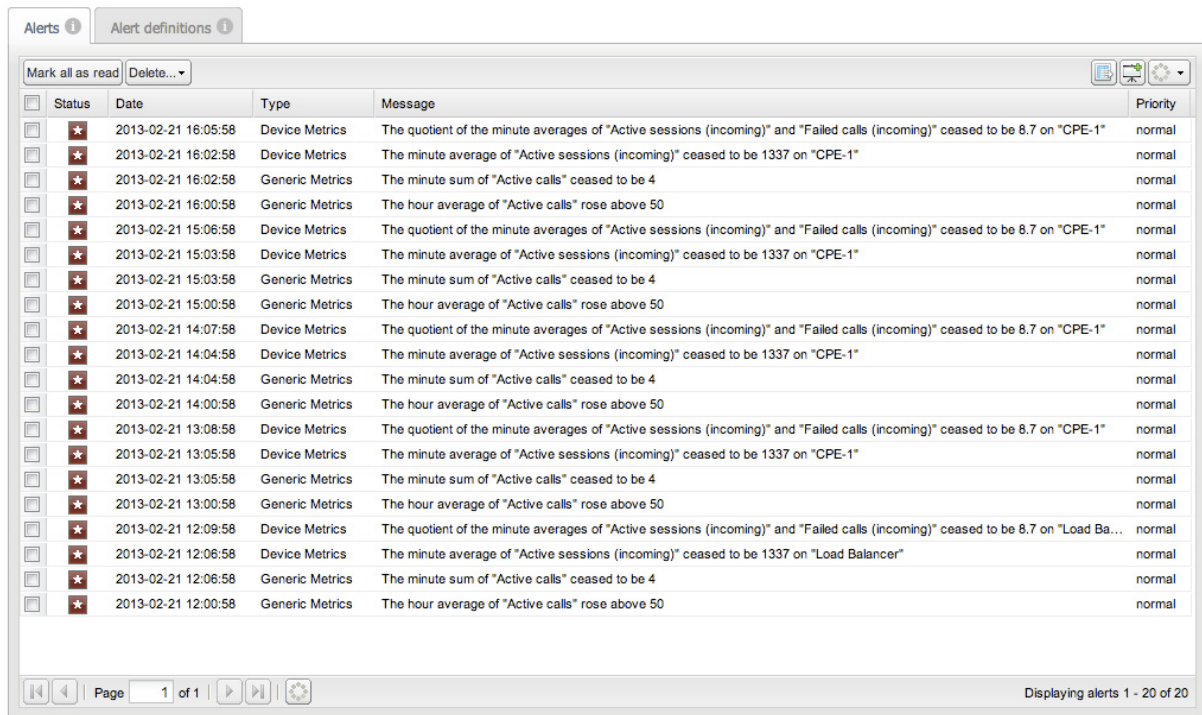 Alerts Alert definitions
Mark all as read Delete...
Status Date Type Message Priority
2013-02-21 16:05:58 Device Metrics The quotient of the minute averages of "Active sessions (incoming)" and "Failed calls (incoming)" ceased to be 8.7 on "CPE-1" normal
2013-02-21 16:02:58 Device Metrics The minute average of "Active sessions (incoming)" ceased to be 1337 on "CPE-1" normal
2013-02-21 16:02:58 Generic Metrics The minute sum of "Active calls" ceased to be 4 normal
2013-02-21 16:00:58 Generic Metrics The hour average of "Active calls" rose above 50 normal
2013-02-21 15:06:58 Device Metrics The quotient of the minute averages of "Active sessions (incoming)" and "Failed calls (incoming)" ceased to be 8.7 on "CPE-1" normal
2013-02-21 15:03:58 Device Metrics The minute average of "Active sessions (incoming)" ceased to be 1337 on "CPE-1" normal
2013-02-21 15:03:58 Generic Metrics The minute sum of "Active calls" ceased to be 4 normal
2013-02-21 15:00:58 Generic Metrics The hour average of "Active calls" rose above 50 normal
2013-02-21 14:07:58 Device Metrics The quotient of the minute averages of "Active sessions (incoming)" and "Failed calls (incoming)" ceased to be 8.7 on "CPE-1" normal
2013-02-21 14:04:58 Device Metrics The minute average of "Active sessions (incoming)" ceased to be 1337 on "CPE-1" normal
2013-02-21 14:04:58 Generic Metrics The minute sum of "Active calls" ceased to be 4 normal
2013-02-21 14:00:58 Generic Metrics The hour average of "Active calls" rose above 50 normal
2013-02-21 13:08:58 Device Metrics The quotient of the minute averages of "Active sessions (incoming)" and "Failed calls (incoming)" ceased to be 8.7 on "CPE-1" normal
2013-02-21 13:05:58 Device Metrics The minute average of "Active sessions (incoming)" ceased to be 1337 on "CPE-1" normal
2013-02-21 13:05:58 Generic Metrics The minute sum of "Active calls" ceased to be 4 normal
2013-02-21 13:00:58 Generic Metrics The hour average of "Active calls" rose above 50 normal
2013-02-21 12:09:58 Device Metrics The quotient of the minute averages of "Active sessions (incoming)" and "Failed calls (incoming)" ceased to be 8.7 on "Load Ba... normal
2013-02-21 12:06:58 Device Metrics The minute average of "Active sessions (incoming)" ceased to be 1337 on "Load Balancer" normal
2013-02-21 12:06:58 Generic Metrics The minute sum of "Active calls" ceased to be 4 normal
2013-02-21 12:00:58 Generic Metrics The hour average of "Active calls" rose above 50 normal
Page 1 of 1 Displaying alerts 1 - 20 of 20